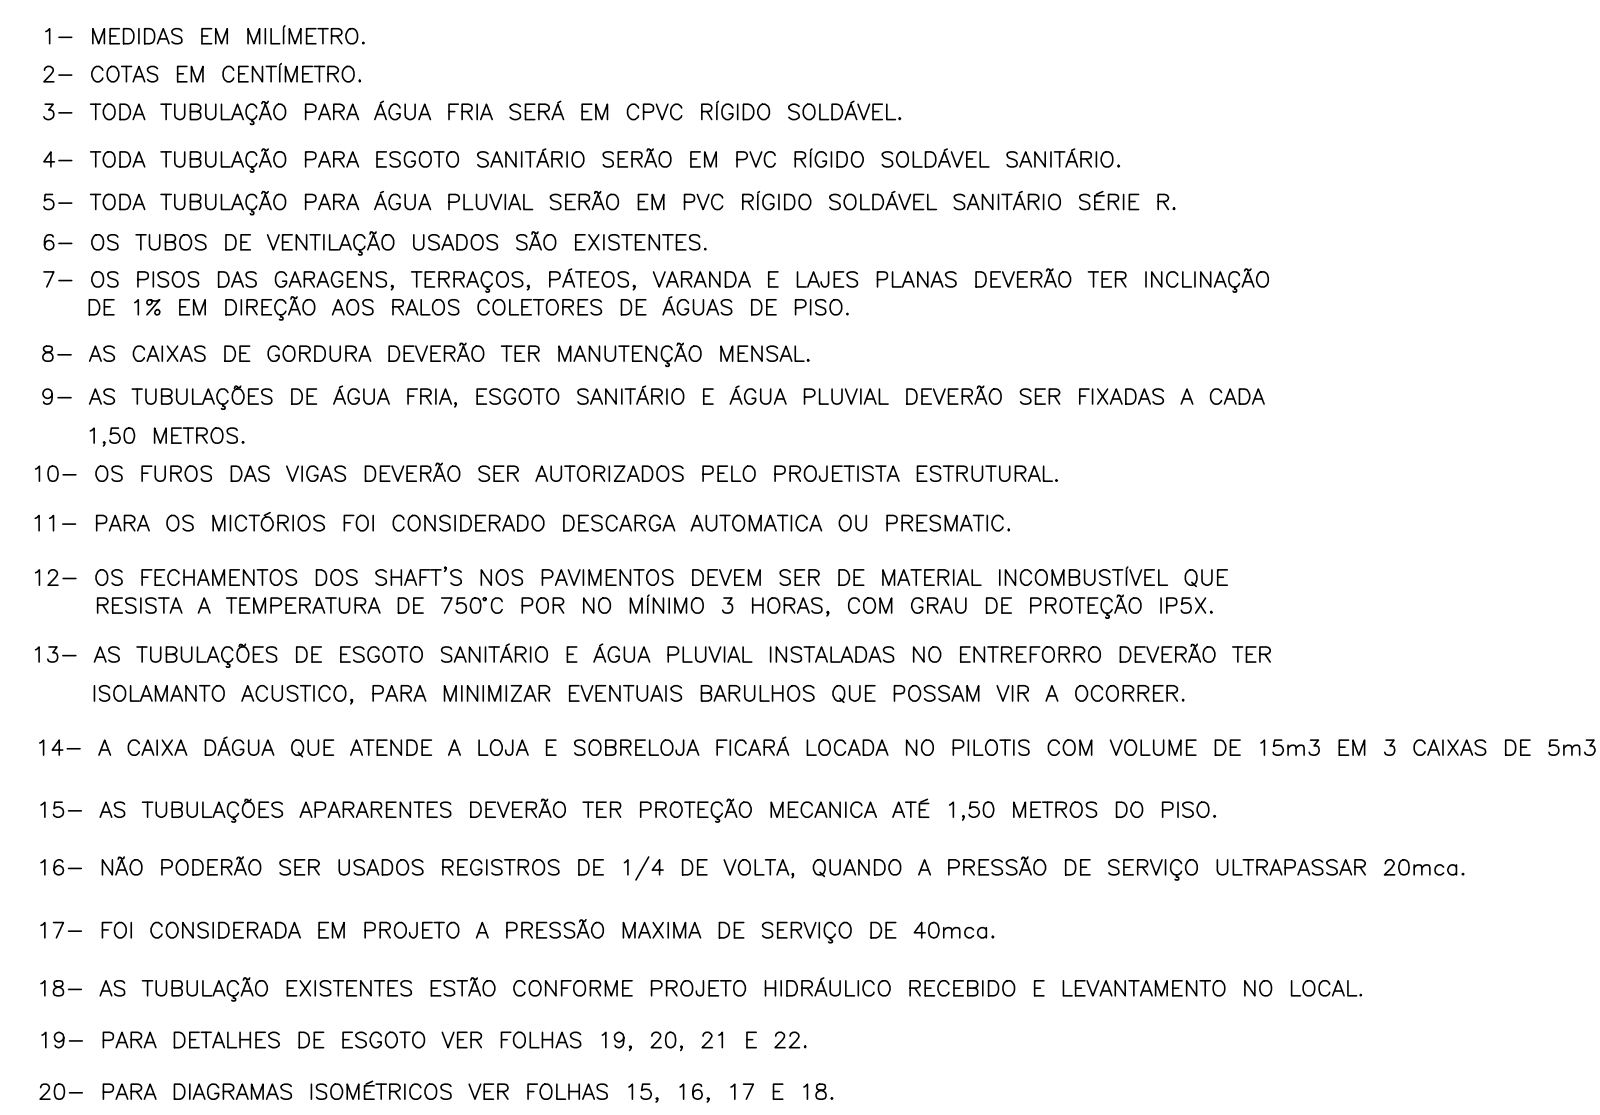 1- MEDIDAS EM MILÍMETRO.
2- COTAS EM CENTÍMETRO.
3- TODA TUBULAÇÃO PARA ÁGUA FRIA SERÁ EM CPVC RÍGIDO SOLDÁVEL.
4- TODA TUBULAÇÃO PARA ESGOTO SANITÁRIO SERÃO EM PVC RÍGIDO SOLDÁVEL SANITÁRIO.
5- TODA TUBULAÇÃO PARA ÁGUA PLUVIAL SERÃO EM PVC RÍGIDO SOLDÁVEL SANITÁRIO SÉRIE R.
6- OS TUBOS DE VENTILAÇÃO USADOS SÃO EXISTENTES.
7- OS PISOS DAS GARAGENS, TERRAÇOS, PÁTEOS, VARANDA E LAJES PLANAS DEVERÃO TER INCLINAÇÃO
DE 1% EM DIREÇÃO AOS RALOS COLETORES DE ÁGUAS DE PISO.
8- AS CAIXAS DE GORDURA DEVERÃO TER MANUTENÇÃO MENSAL.
9- AS TUBULAÇÕES DE ÁGUA FRIA, ESGOTO SANITÁRIO E ÁGUA PLUVIAL DEVERÃO SER FIXADAS A CADA
1,50 METROS.
10- OS FUROS DAS VIGAS DEVERÃO SER AUTORIZADOS PELO PROJETISTA ESTRUTURAL.
11- PARA OS MICTÓRIOS FOI CONSIDERADO DESCARGA AUTOMATICA OU PRESMATIC.
12- OS FECHAMENTOS DOS SHAFT'S NOS PAVIMENTOS DEVEM SER DE MATERIAL INCOMBUSTÍVEL QUE
RESISTA A TEMPERATURA DE 750°C POR NO MÍNIMO 3 HORAS, COM GRAU DE PROTEÇÃO IP5X.
13- AS TUBULAÇÕES DE ESGOTO SANITÁRIO E ÁGUA PLUVIAL INSTALADAS NO ENTREFORRO DEVERÃO TER
ISOLAMANTO ACUSTICO, PARA MINIMIZAR EVENTUAIS BARULHOS QUE POSSAM VIR A OCORRER.
14- A CAIXA DÁGUA QUE ATENDE A LOJA E SOBRELOJA FICARÁ LOCADA NO PILOTIS COM VOLUME DE 15m3 EM 3 CAIXAS DE 5m3
15- AS TUBULAÇÕES APARARENTES DEVERÃO TER PROTEÇÃO MECANICA ATÉ 1,50 METROS DO PISO.
16- NÃO PODERÃO SER USADOS REGISTROS DE 1/4 DE VOLTA, QUANDO A PRESSÃO DE SERVIÇO ULTRAPASSAR 20mca.
17- FOI CONSIDERADA EM PROJETO A PRESSÃO MAXIMA DE SERVIÇO DE 40mca.
18- AS TUBULAÇÃO EXISTENTES ESTÃO CONFORME PROJETO HIDRÁULICO RECEBIDO E LEVANTAMENTO NO LOCAL.
19- PARA DETALHES DE ESGOTO VER FOLHAS 19, 20, 21 E 22.
20- PARA DIAGRAMAS ISOMÉTRICOS VER FOLHAS 15, 16, 17 E 18.